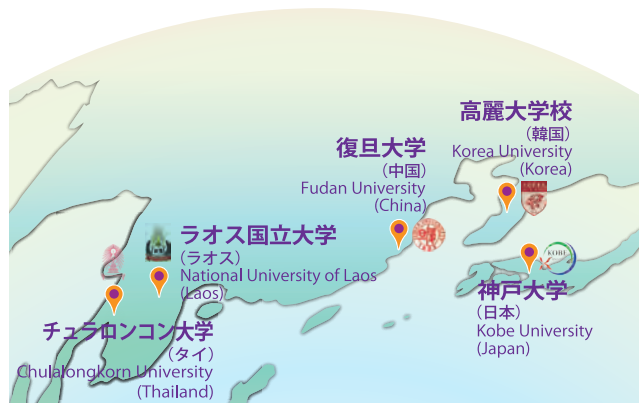 高麗大学校
（韓国）
Korea University
(Korea)
復旦大学
（中国）
Fudan University
(China)
ラオス国立大学
（ラオス）
National University of Laos
(Laos)
KOBE
神戸大学
（日本）
Kobe University
(Japan)
チュラロンコン大学
（タイ）
Chulalongkorn University
(Thailand)